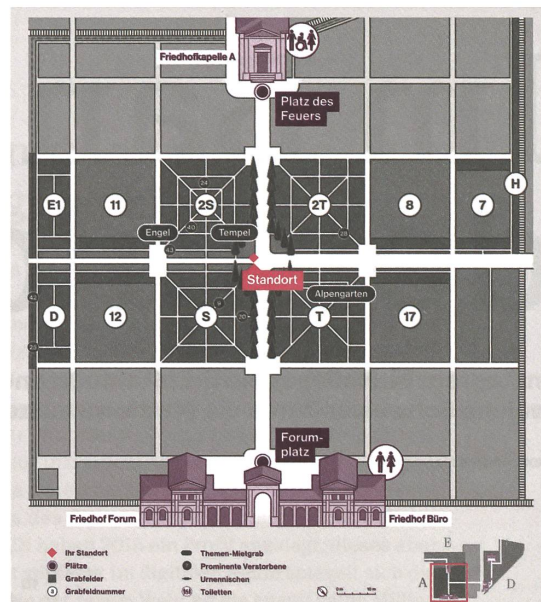 Friedhofkapelle A
Platz des
Feuers
E1
11
24
2S
2T
8
7
H
Engel
40
Tempel
28
43
Standort
Alpengarten
D
12
S
9
20
T
17
Forum-
platz
Friedhof Forum
Friedhof Büro
Ihr Standort
Plätze
Grabfelder
Grabfeldnummer
Themen-Mietgrab
Prominente Verstorbene
Urnennischen
Toiletten
E
A
D